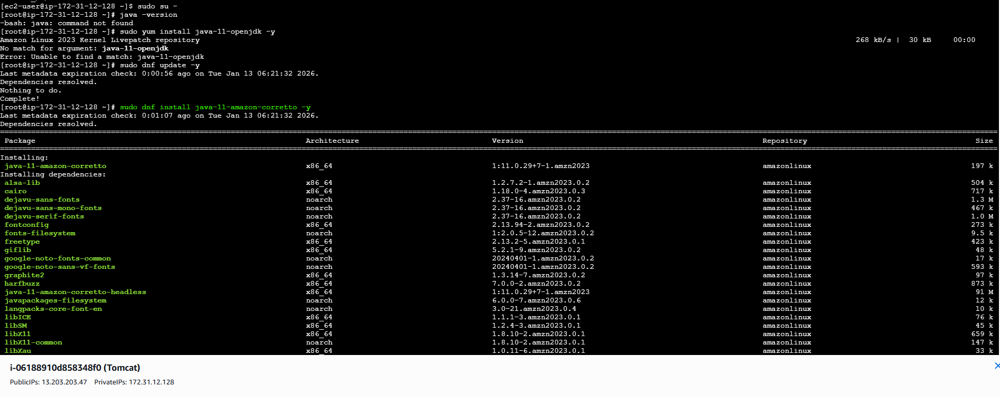 [ec2-user@ip-172-31-12-128 ~]$ sudo su -
[root@ip-172-31-12-128 ~]# java -version
-bash: java: command not found
[root@ip-172-31-12-128 ~]# sudo yum install java-11-openjdk -y
Amazon Linux 2023 Kernel Livepatch repository 268 kB/s | 30 kB 00:00
No match for argument: java-11-openjdk
Error: Unable to find a match: java-11-openjdk
[root@ip-172-31-12-128 ~]# sudo dnf update -y
Last metadata expiration check: 0:00:56 ago on Tue Jan 13 06:21:32 2026.
Dependencies resolved.
Nothing to do.
Complete!
[root@ip-172-31-12-128 ~]# sudo dnf install java-11-amazon-corretto -y
Last metadata expiration check: 0:01:07 ago on Tue Jan 13 06:21:32 2026.
Dependencies resolved.
Package Architecture Version Repository Size
Installing:
java-11-amazon-corretto x86_64 1:11.0.29+7-1.amzn2023 amazonlinux 197 k
Installing dependencies:
alsa-lib x86_64 1.2.7.2-1.amzn2023.0.2 amazonlinux 504 k
cairo x86_64 1.18.0-4.amzn2023.0.3 amazonlinux 717 k
dejavu-sans-fonts noarch 2.37-16.amzn2023.0.2 amazonlinux 1.3 M
dejavu-sans-mono-fonts noarch 2.37-16.amzn2023.0.2 amazonlinux 467 k
dejavu-serif-fonts noarch 2.37-16.amzn2023.0.2 amazonlinux 1.0 M
fontconfig x86_64 2.13.94-2.amzn2023.0.2 amazonlinux 273 k
fonts-filesystem noarch 1:2.0.5-12.amzn2023.0.2 amazonlinux 9.5 k
freetype x86_64 2.13.2-5.amzn2023.0.1 amazonlinux 423 k
giflib x86_64 5.2.1-9.amzn2023.0.2 amazonlinux 48 k
google-noto-fonts-common noarch 20240401-1.amzn2023.0.2 amazonlinux 17 k
google-noto-sans-vf-fonts noarch 20240401-1.amzn2023.0.2 amazonlinux 593 k
graphite2 x86_64 1.3.14-7.amzn2023.0.2 amazonlinux 97 k
harfbuzz x86_64 7.0.0-2.amzn2023.0.2 amazonlinux 873 k
java-11-amazon-corretto-headless x86_64 1:11.0.29+7-1.amzn2023 amazonlinux 91 M
javapackages-filesystem noarch 6.0.0-7.amzn2023.0.6 amazonlinux 12 k
langpacks-core-font-en noarch 3.0-21.amzn2023.0.4 amazonlinux 10 k
libICE x86_64 1.1.1-3.amzn2023.0.1 amazonlinux 76 k
libSM x86_64 1.2.4-3.amzn2023.0.1 amazonlinux 45 k
libX11 x86_64 1.8.10-2.amzn2023.0.1 amazonlinux 659 k
libX11-common noarch 1.8.10-2.amzn2023.0.1 amazonlinux 147 k
libXau x86_64 1.0.11-6.amzn2023.0.1 amazonlinux 33 k
i-06188910d858348f0 (Tomcat)
PublicIPs: 13.203.203.47 PrivateIPs: 172.31.12.128